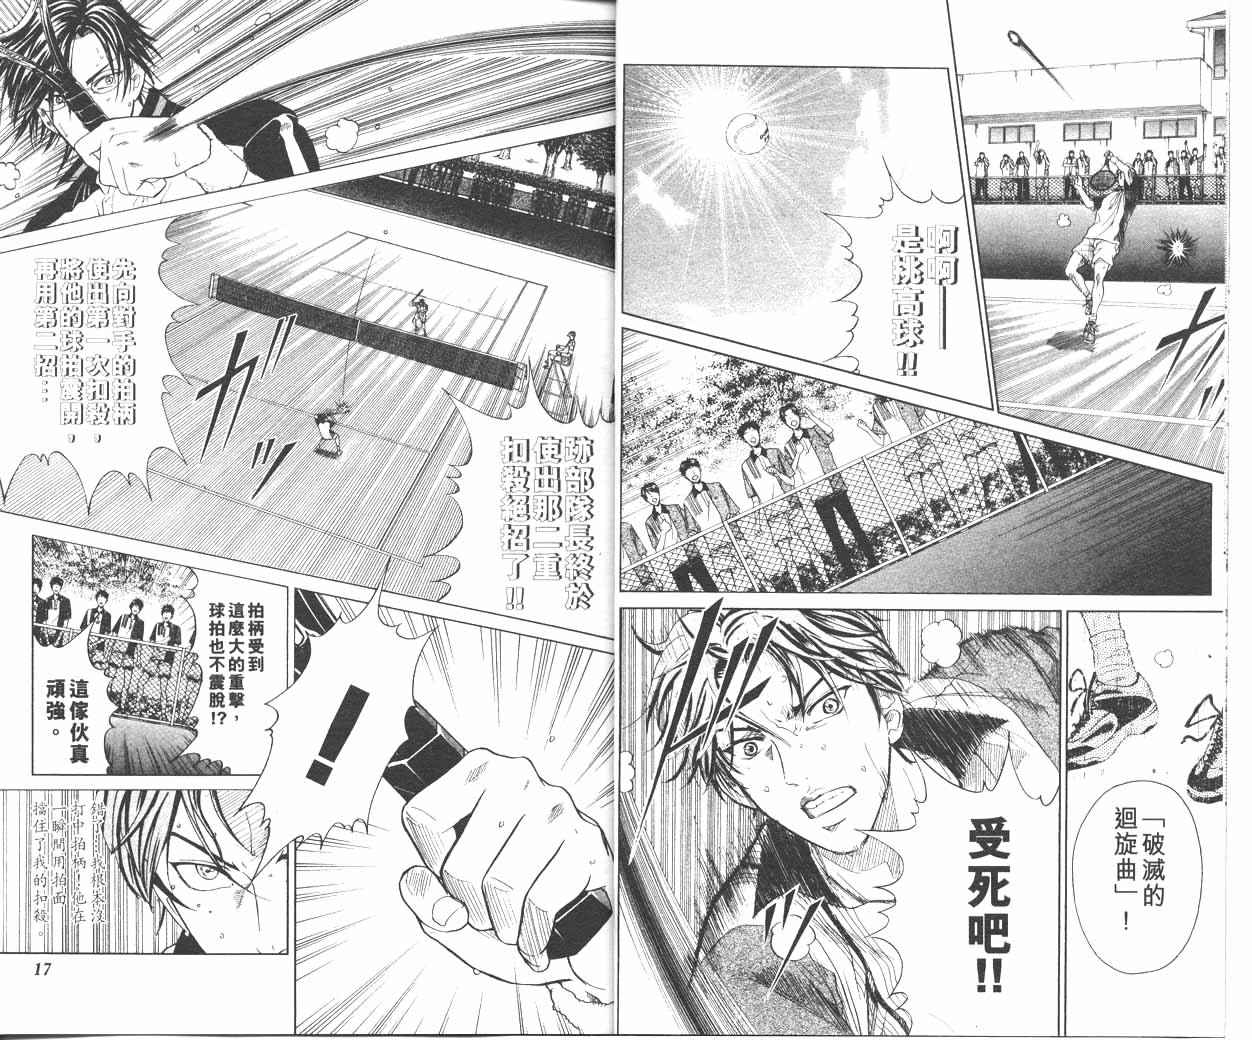 啊啊——
是挑高球!!
「破滅的
迴旋曲」!
受死吧!!
跡部隊長終於
使出那二重
扣殺絕招了!!
先向對手的拍柄
使出第一次扣殺，
將他的球拍震開，
再用第二招…
!
拍柄受到
這麼大的重擊，
球拍也不震脫!?
這傢伙真
頑強。
錯了…我根本沒
打中拍柄！他在
一瞬間用拍面
擋住了我的扣殺。
17